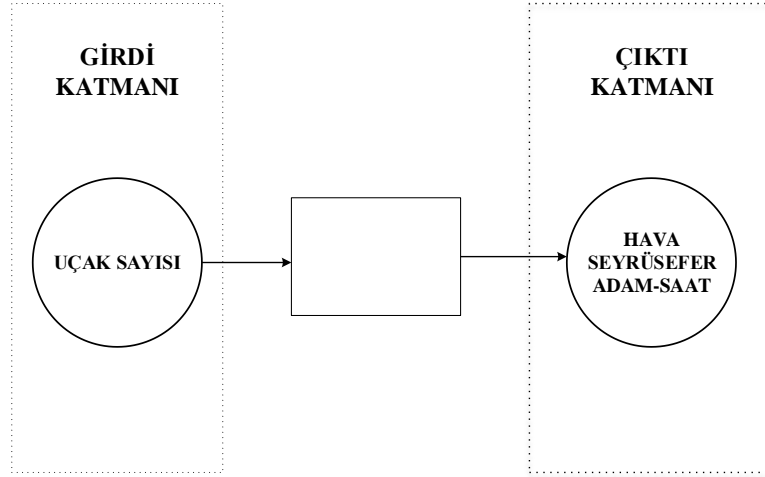 GİRDİ
KATMANI
ÇIKTI
KATMANI
UÇAK SAYISI
HAVA
SEYRÜSEFER
ADAM-SAAT